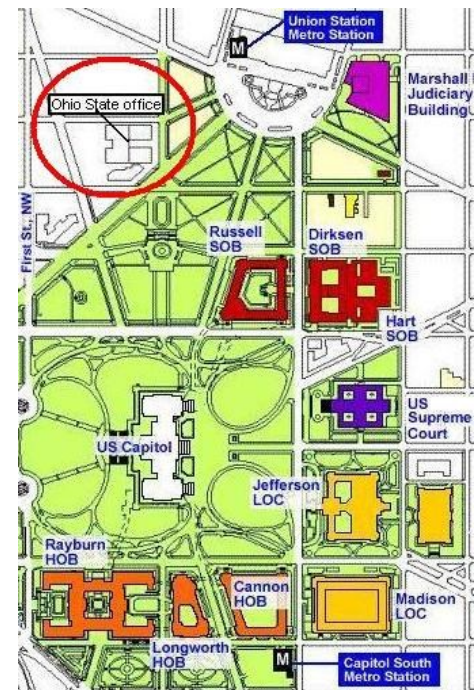 Union Station
Metro Station
M
Marshall
Judiciary
Building
Ohio State office
First St., NW
Russell
SOB
Dirksen
SOB
Hart
SOB
US
Supreme
Court
US Capitol
Jefferson
LOC
Rayburn
HOB
Cannon
HOB
Madison
LOC
Longworth
HOB
M
Capitol South
Metro Station